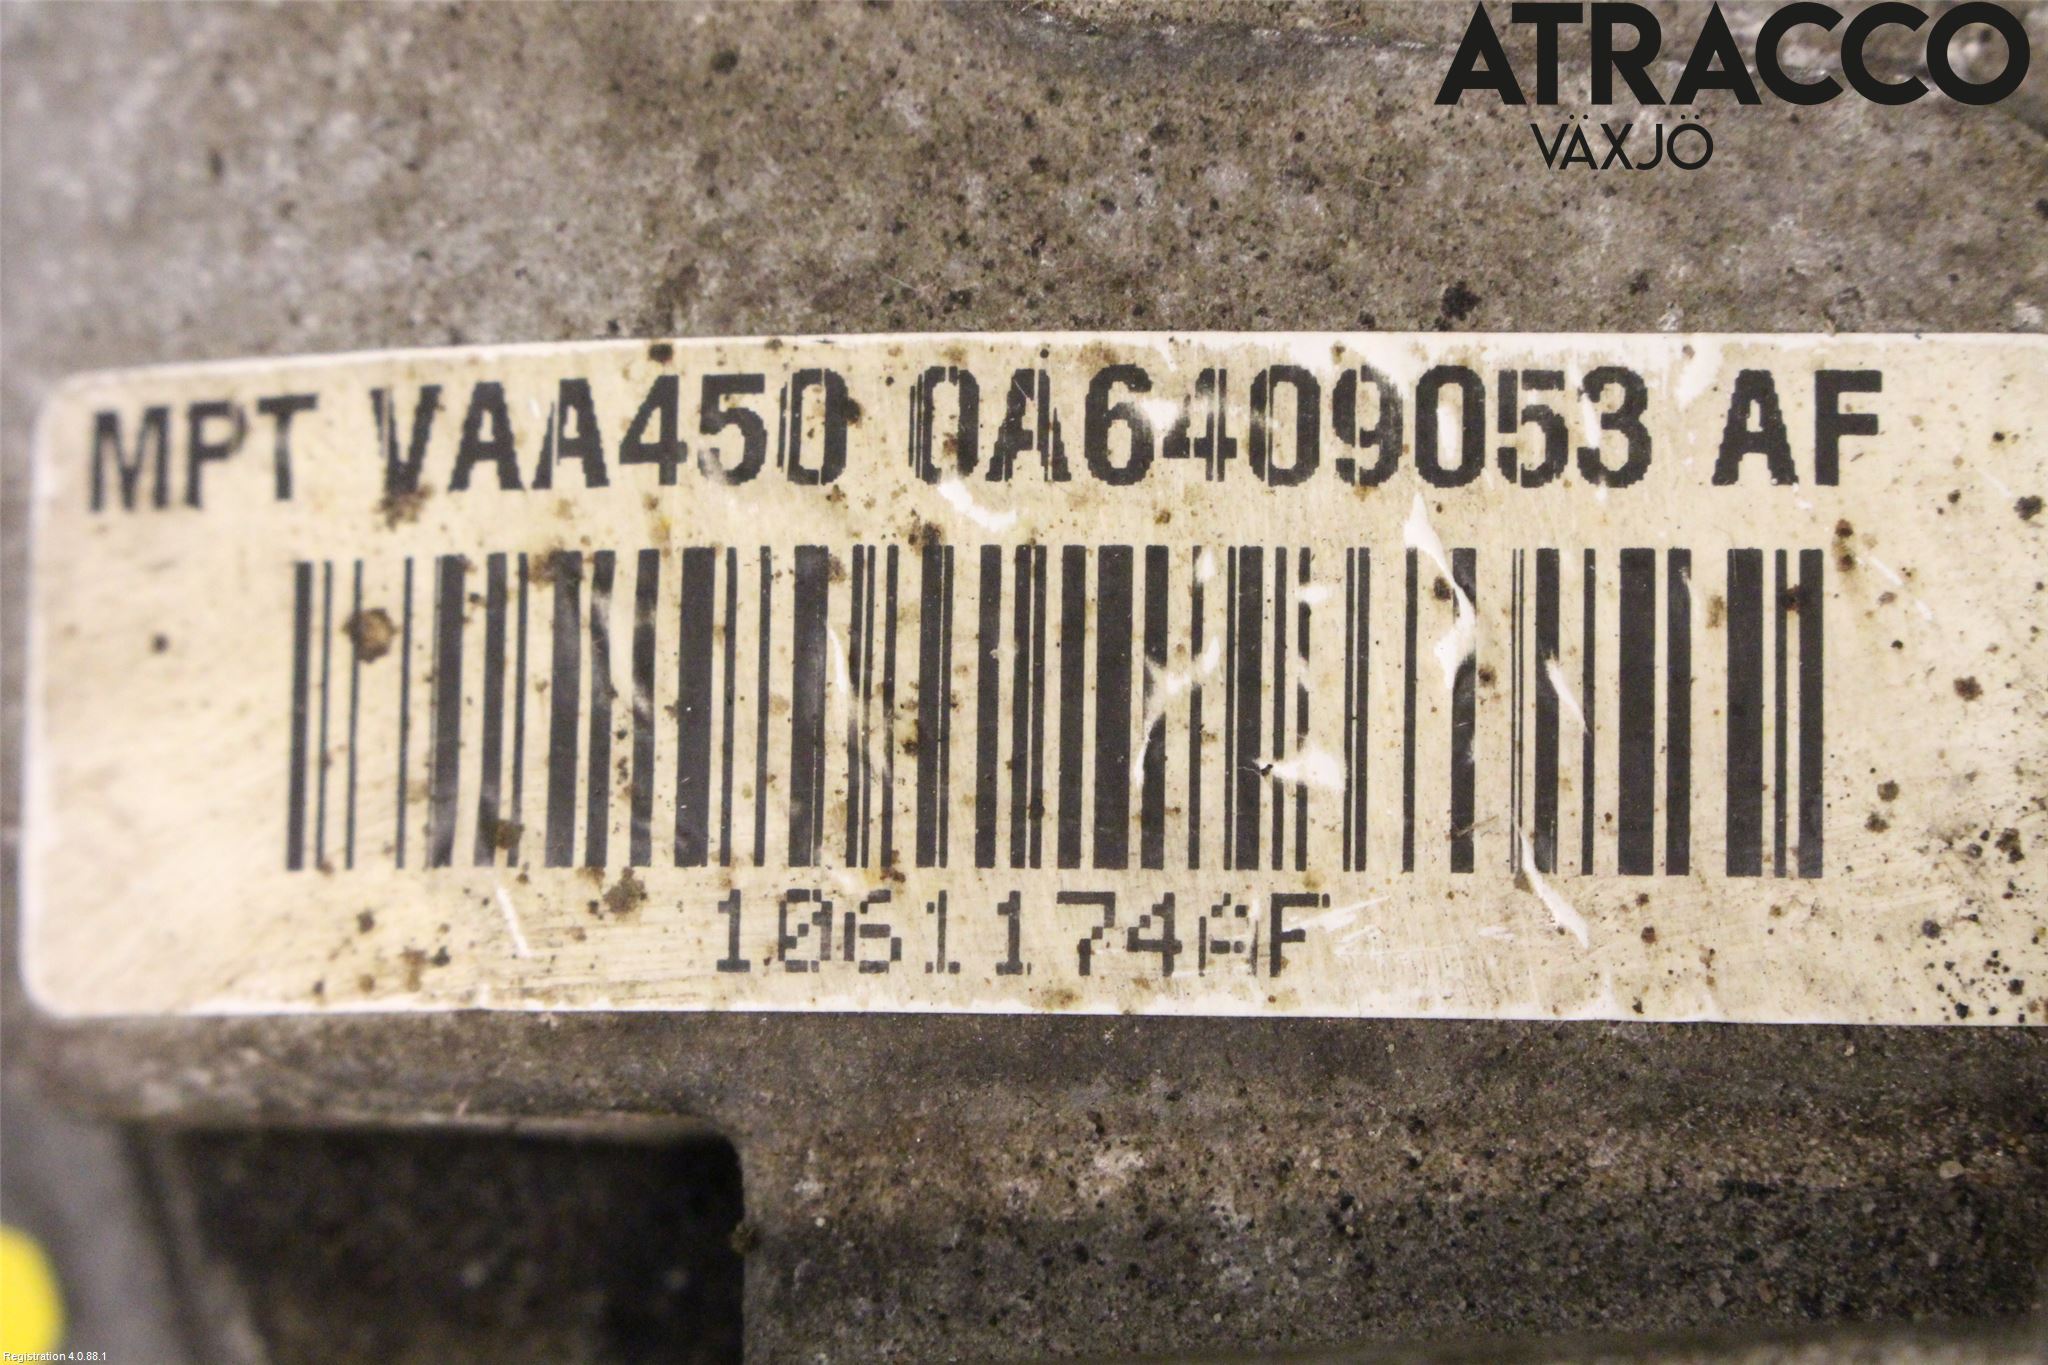 ATRACCO
VÄXJÖ
MPT VAA450 0A6409053 AF
1061174AF
Registration 4.0.88.1